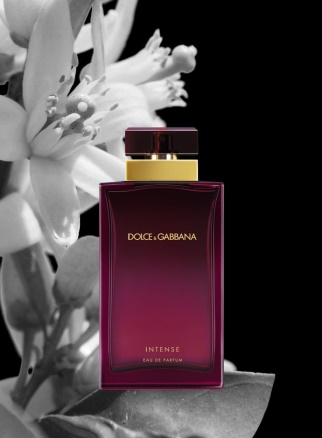 DOLCE & GABBANA
INTENSE
EAU DE PARFUM